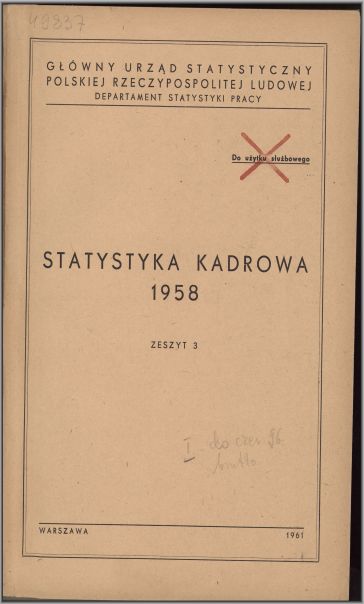 49837
GŁÓWNY URZĄD STATYSTYCZNY
POLSKIEJ RZECZYPOSPOLITEJ LUDOWEJ
DEPARTAMENT STATYSTYKI PRACY
Do użytku służbowego
STATYSTYKA KADROWA
1958
ZESZYT 3
I
WARSZAWA 1961